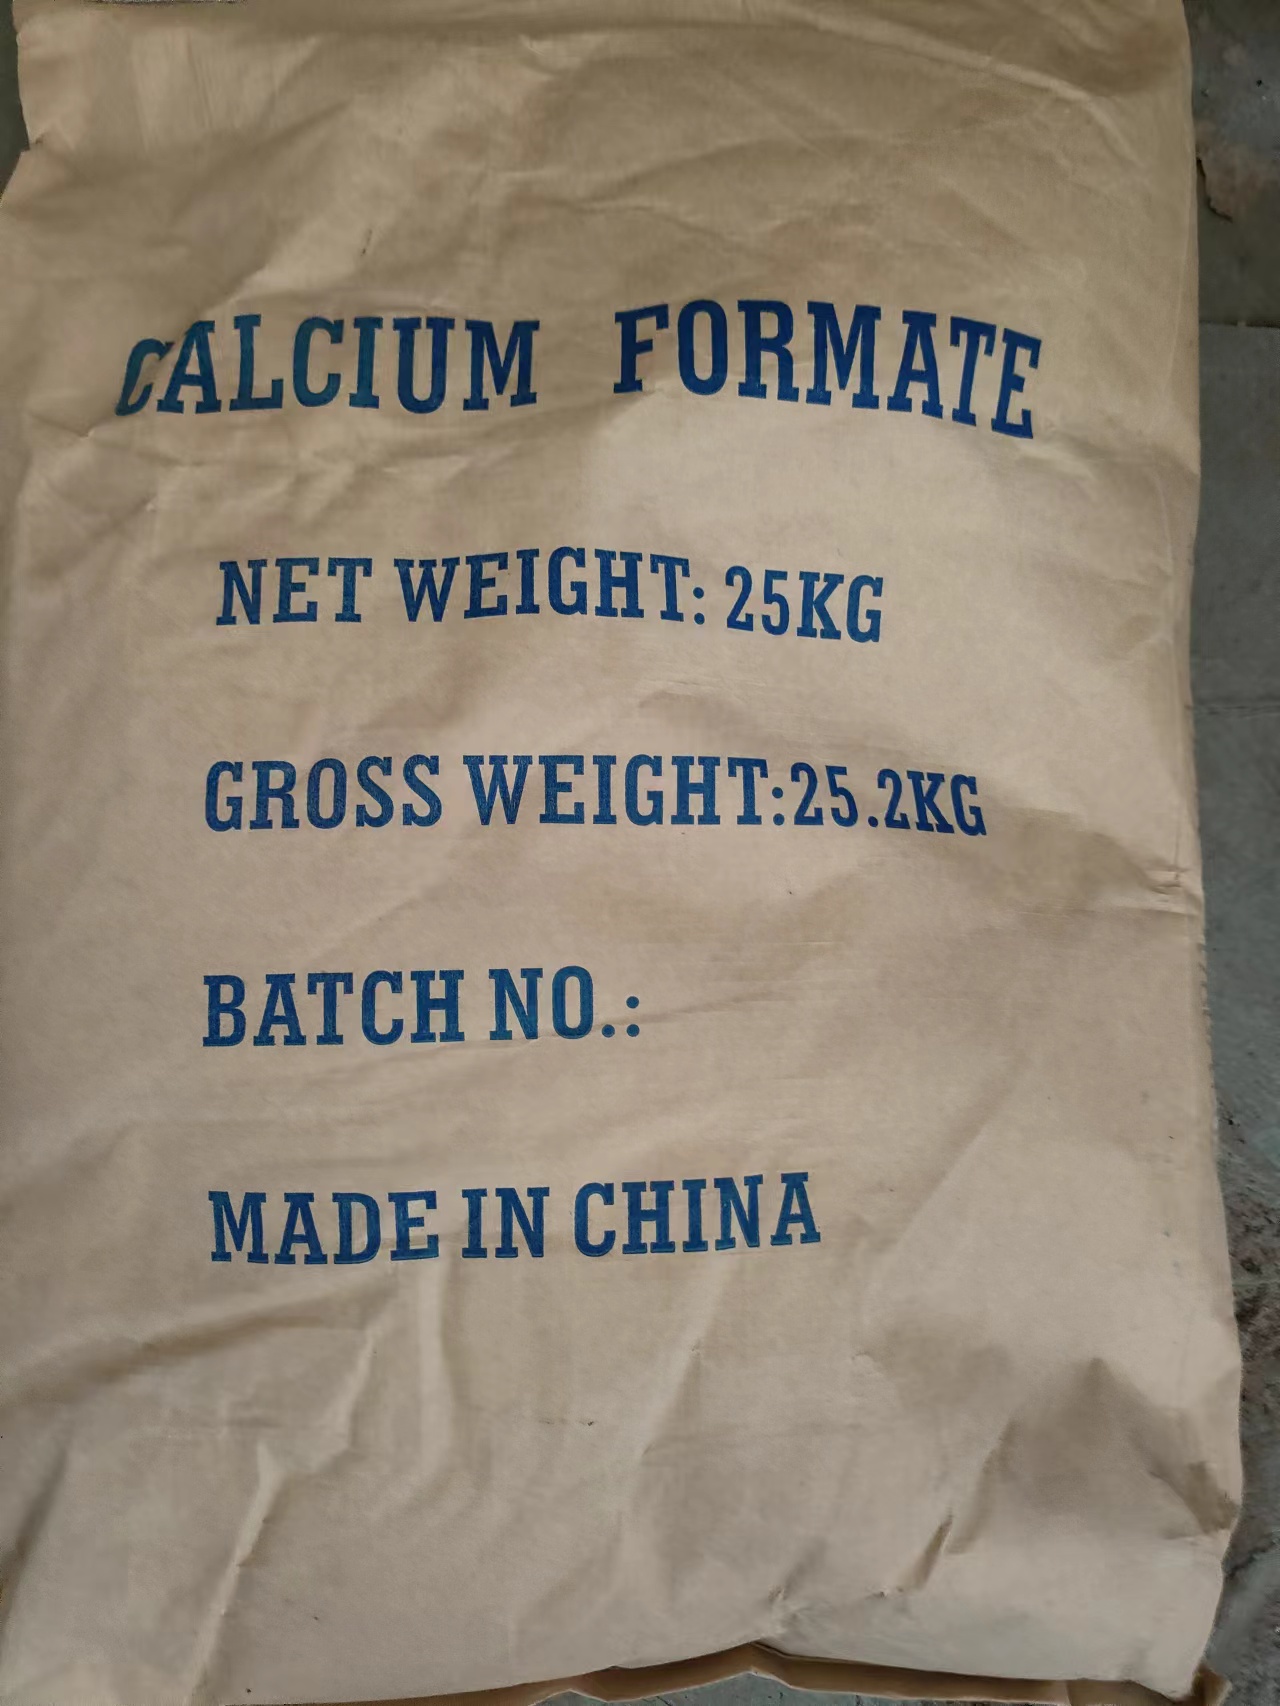 CALCIUM FORMATE
NET WEIGHT: 25KG
GROSS WEIGHT:25.2KG
BATCH NO.:
MADE IN CHINA